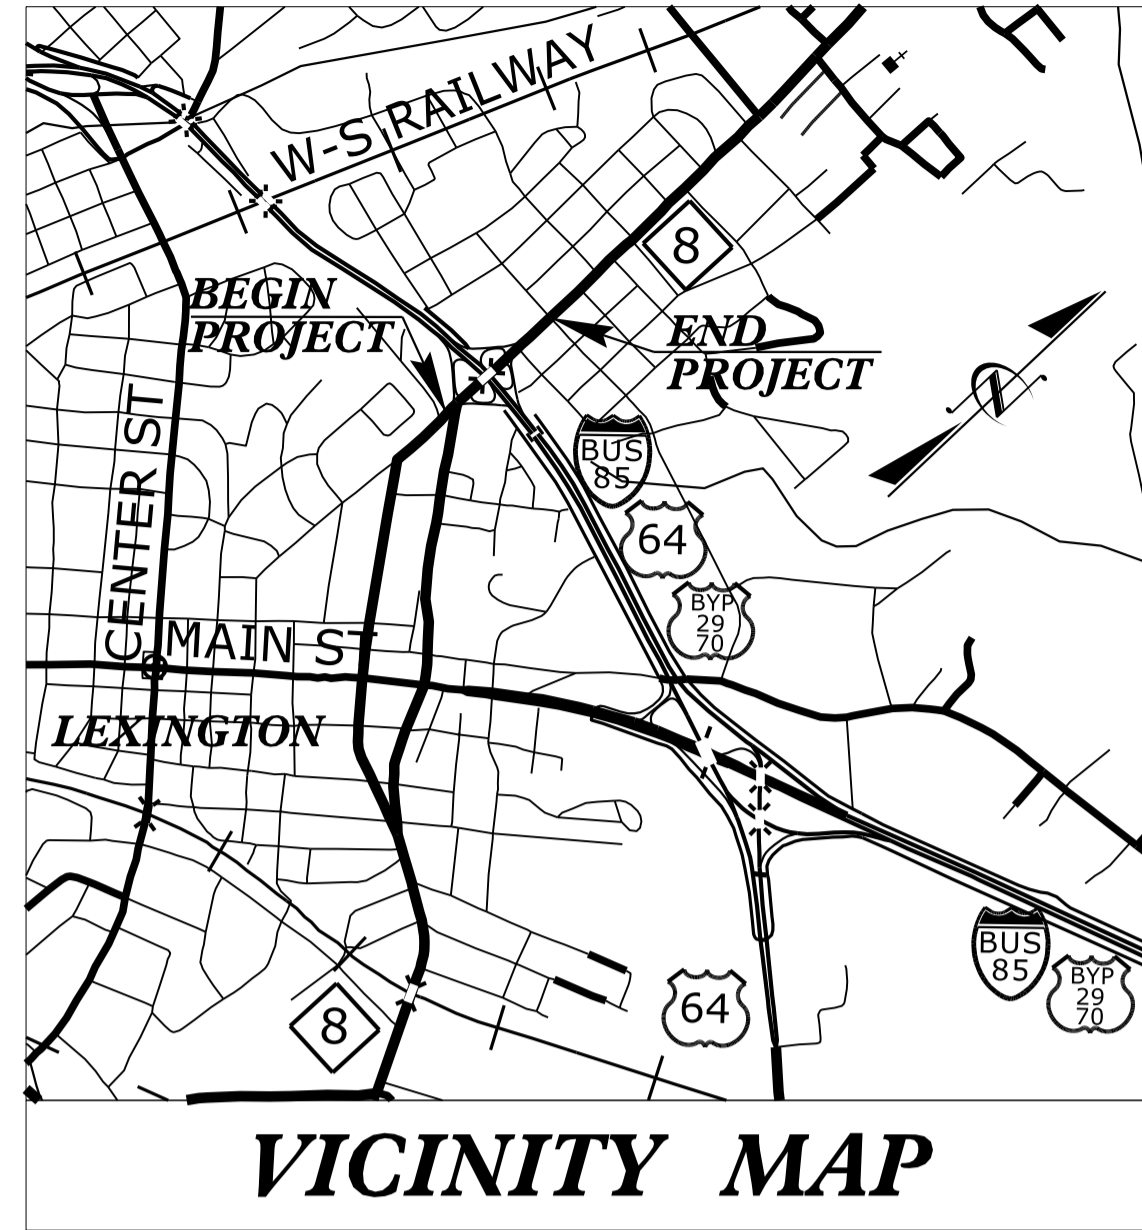 W-S RAILWAY
8
BEGIN
PROJECT
END
PROJECT
N
CENTER ST
BUS
85
64
BYP
29
70
MAIN ST
LEXINGTON
8
64
BUS
85
BYP
29
70
VICINITY MAP